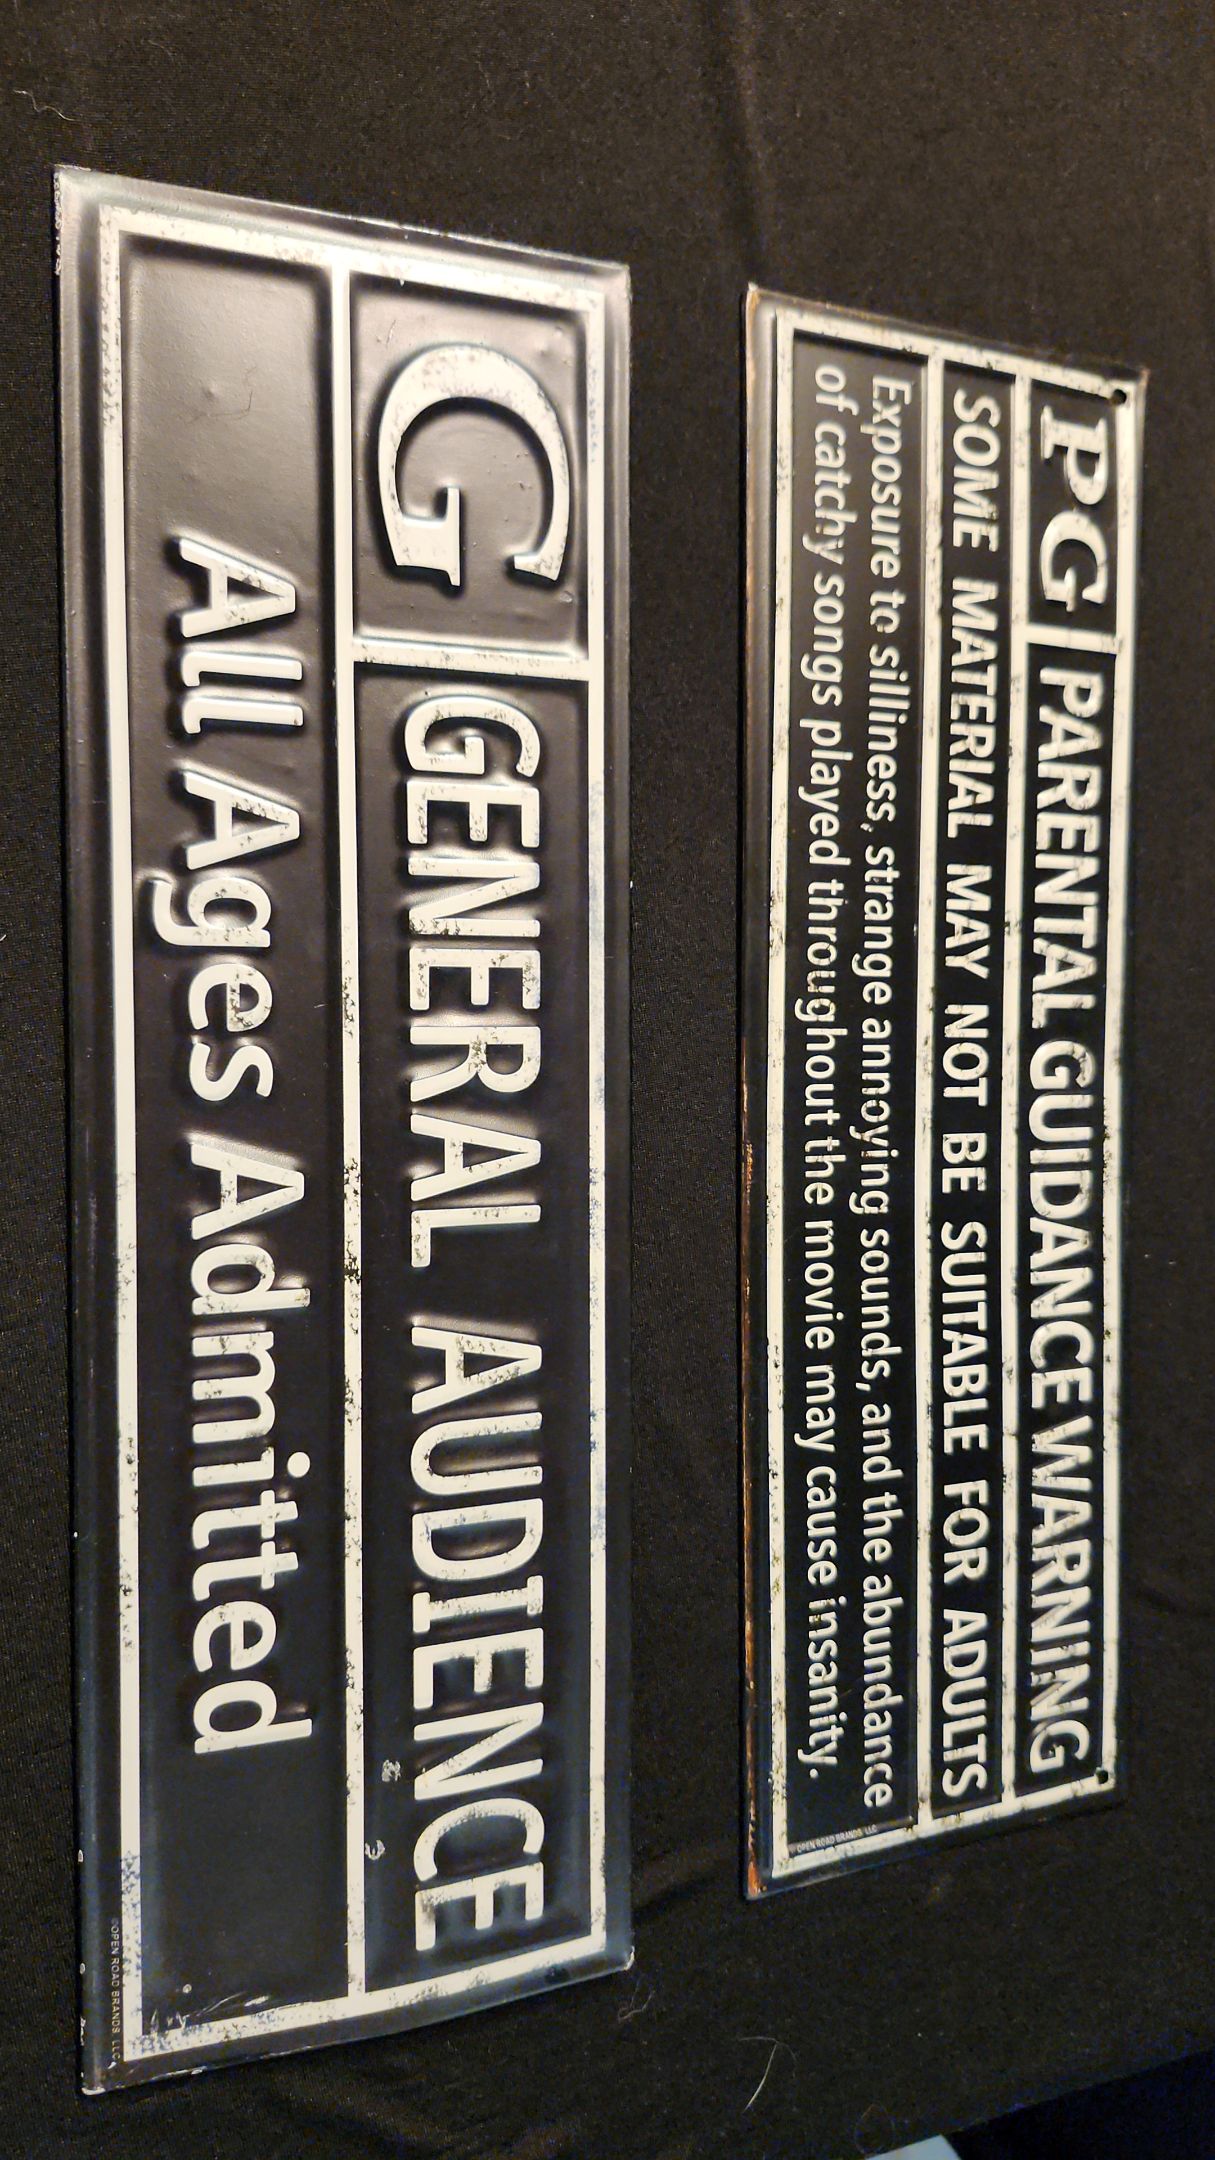 PG PARENTAL GUIDANCE WARNING
SOME MATERIAL MAY NOT BE SUITABLE FOR ADULTS
Exposure to silliness, strange annoying sounds, and the abundance
of catchy songs played throughout the movie may cause insanity.
OPEN ROAD BRANDS, LLC
G GENERAL AUDIENCE
All Ages Admitted
©OPEN ROAD BRANDS, LLC